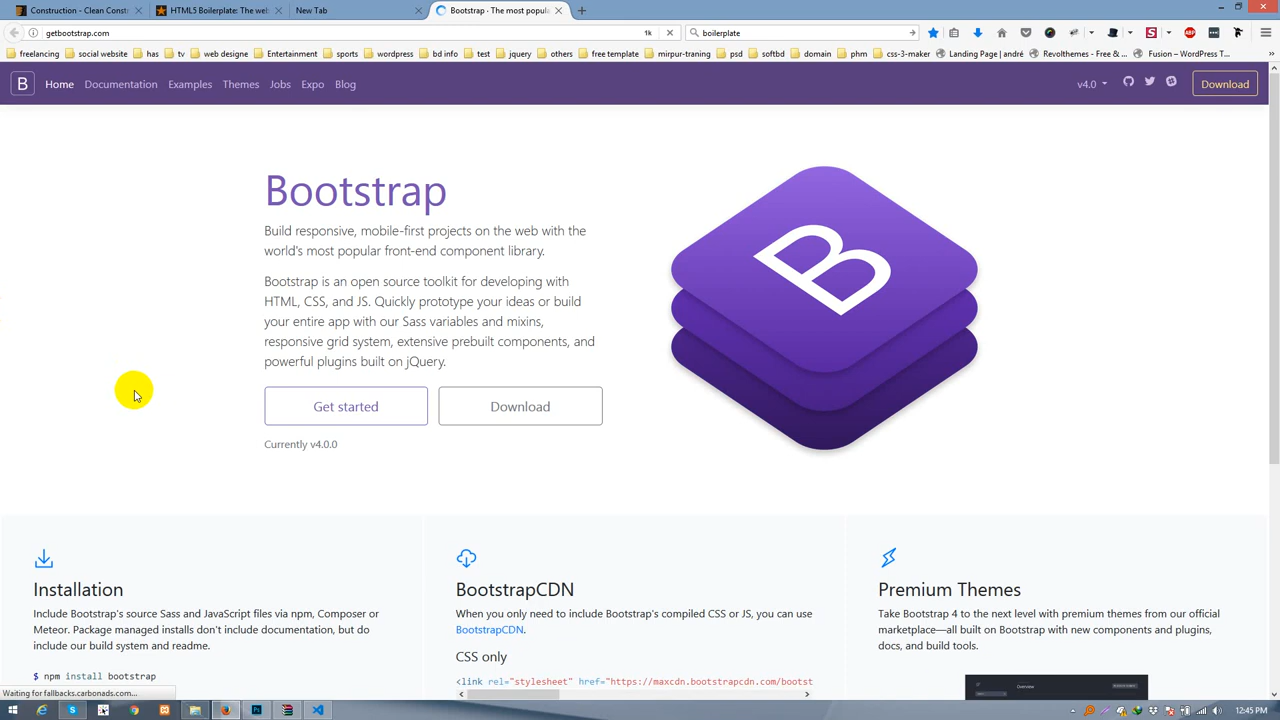 Construction - Clean Constr
HTML5 Boilerplate: The wel
New Tab
Bootstrap · The most popula
getbootstrap.com
1k
boilerplate
freelancing
social website
has
tv
web designe
Entertainment
sports
wordpress
bd info
test
jquery
others
free template
mirpur-traning
psd
softbd
domain
phm
css-3-maker
Landing Page | andré
Revolthemes - Free & ...
Fusion – WordPress T...
B
Home
Documentation
Examples
Themes
Jobs
Expo
Blog
v4.0
Download
Bootstrap
Build responsive, mobile-first projects on the web with the
world's most popular front-end component library.
Bootstrap is an open source toolkit for developing with
HTML, CSS, and JS. Quickly prototype your ideas or build
your entire app with our Sass variables and mixins,
responsive grid system, extensive prebuilt components, and
powerful plugins built on jQuery.
Get started
Download
Currently v4.0.0
B
Installation
Include Bootstrap's source Sass and JavaScript files via npm, Composer or
Meteor. Package managed installs don't include documentation, but do
include our build system and readme.
$ npm install bootstrap
BootstrapCDN
When you only need to include Bootstrap's compiled CSS or JS, you can use
BootstrapCDN.
CSS only
<link rel="stylesheet" href="https://maxcdn.bootstrapcdn.com/bootst
Premium Themes
Take Bootstrap 4 to the next level with premium themes from our official
marketplace—all built on Bootstrap with new components and plugins,
docs, and build tools.
Overview
Waiting for fallbacks.carbonads.com...
12:45 PM